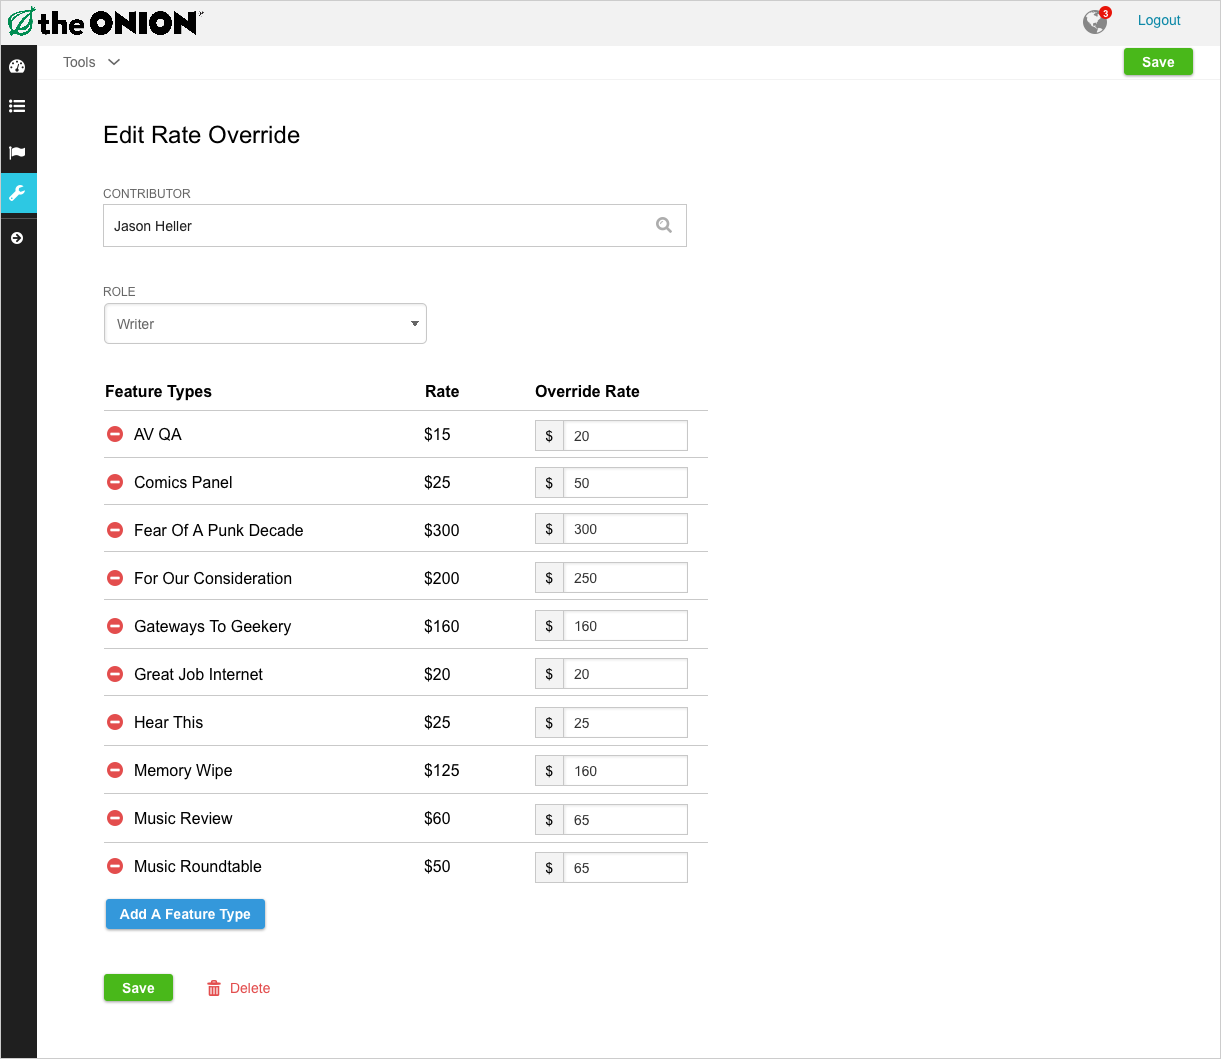 the ONION
3
Logout
Tools
Save
Edit Rate Override
CONTRIBUTOR
Jason Heller
ROLE
Writer
Feature Types Rate Override Rate
AV QA $15 $ 20
Comics Panel $25 $ 50
Fear Of A Punk Decade $300 $ 300
For Our Consideration $200 $ 250
Gateways To Geekery $160 $ 160
Great Job Internet $20 $ 20
Hear This $25 $ 25
Memory Wipe $125 $ 160
Music Review $60 $ 65
Music Roundtable $50 $ 65
Add A Feature Type
Save Delete